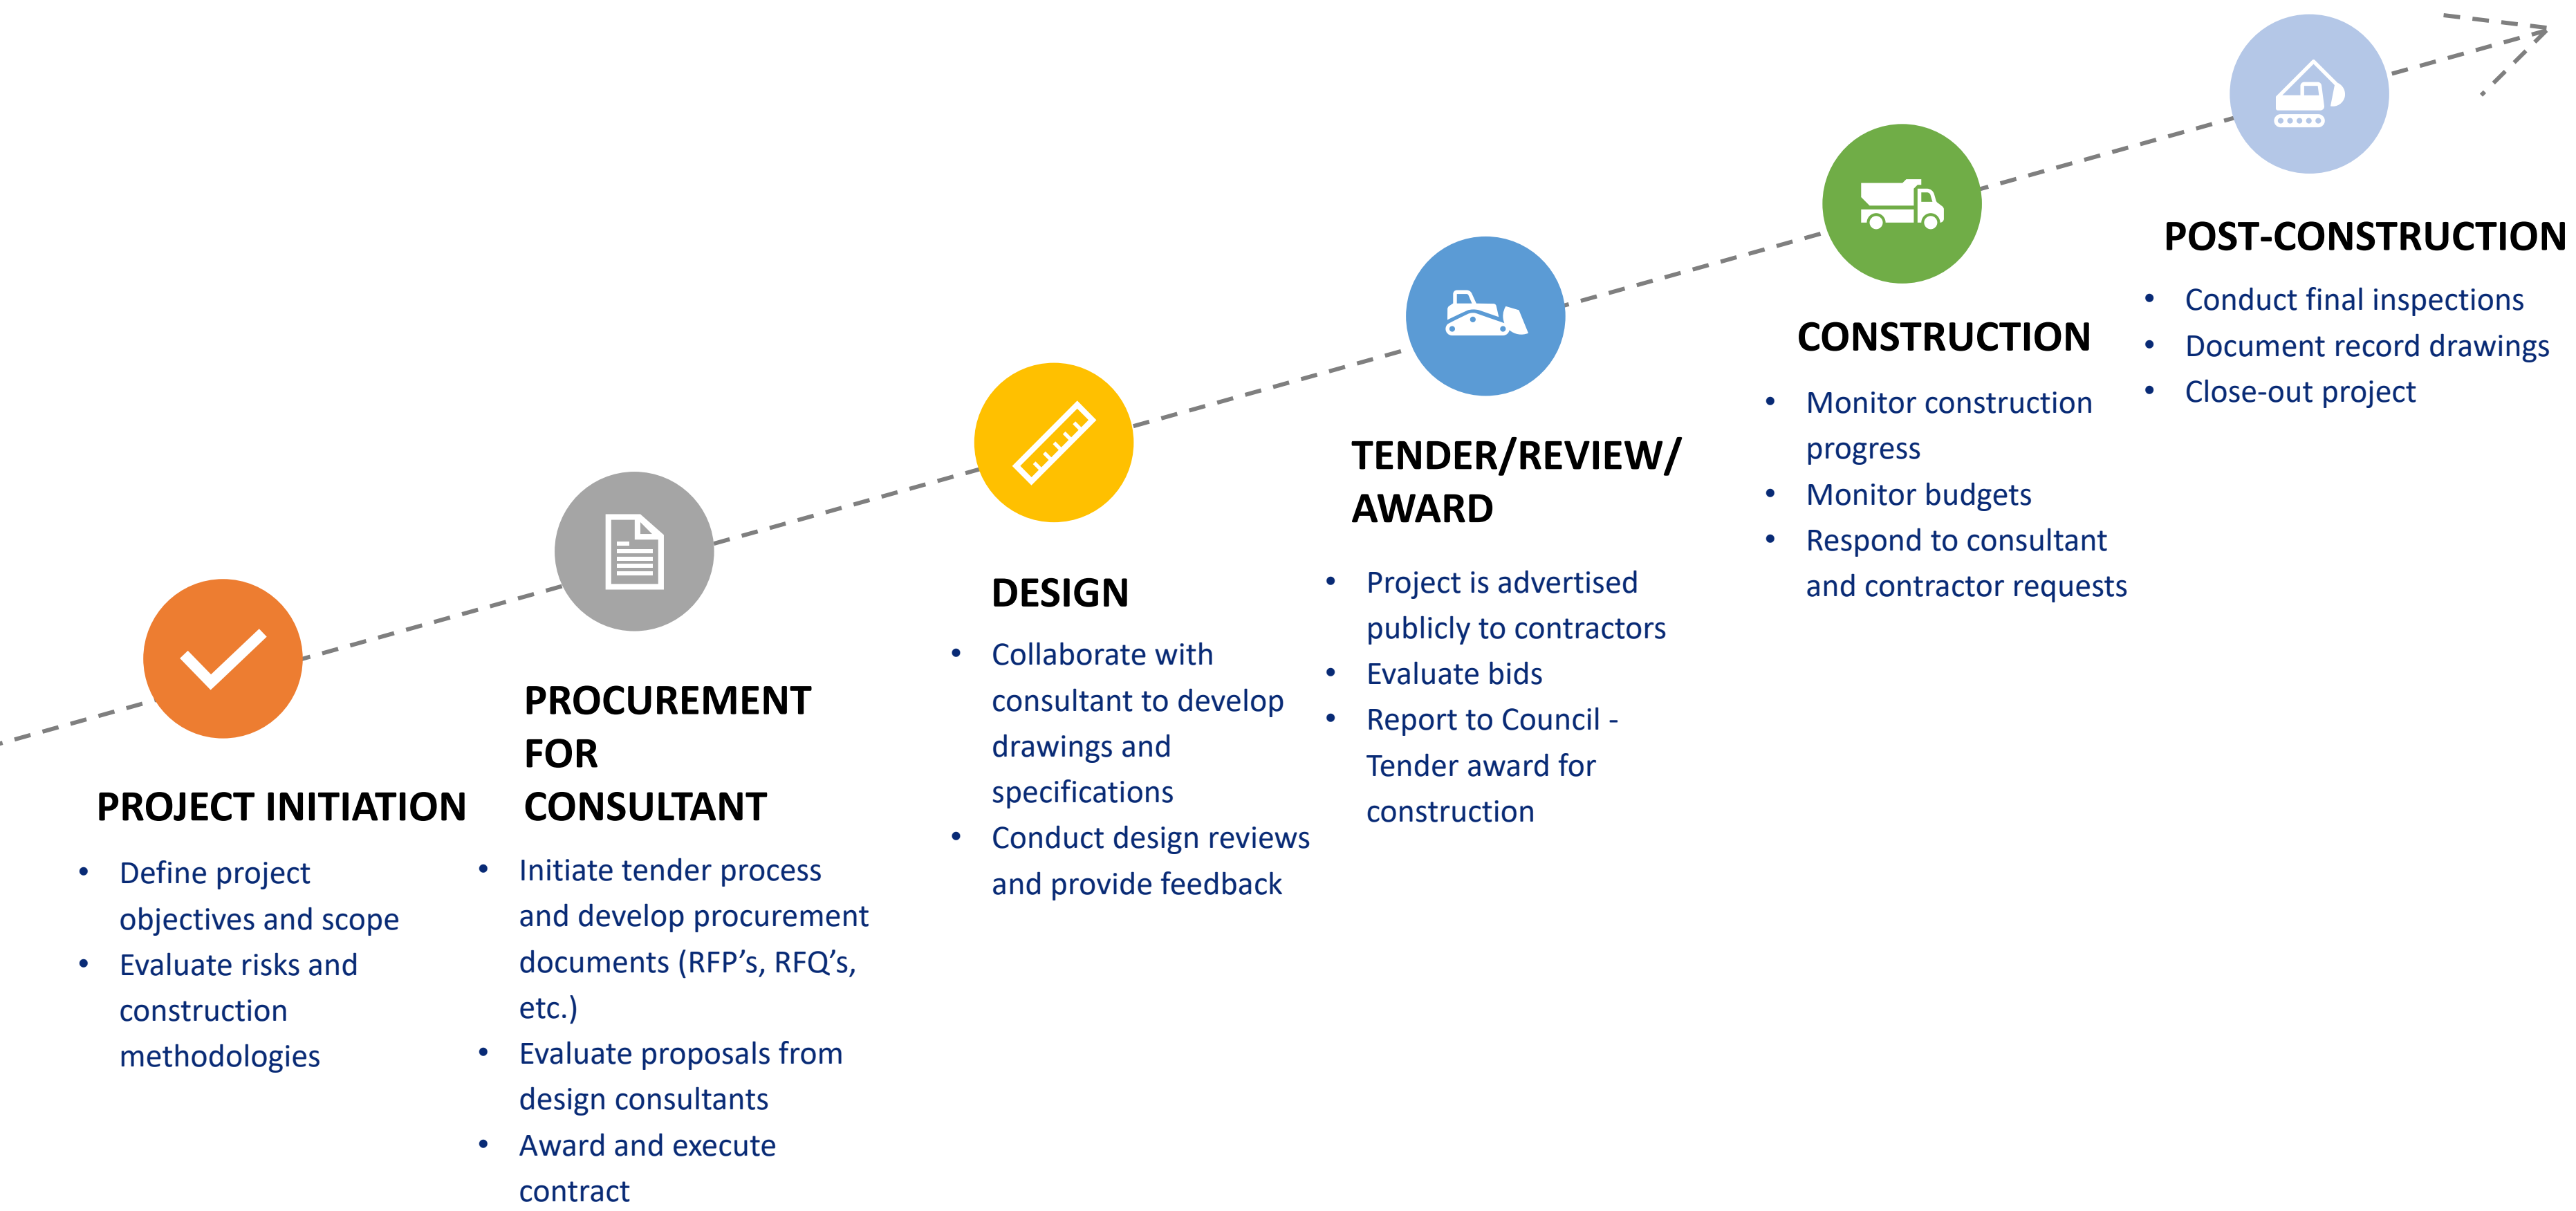 PROJECT INITIATION
• Define project
objectives and scope
• Evaluate risks and
construction
methodologies
PROCUREMENT
FOR
CONSULTANT
• Initiate tender process
and develop procurement
documents (RFP’s, RFQ’s,
etc.)
• Evaluate proposals from
design consultants
• Award and execute
contract
DESIGN
• Collaborate with
consultant to develop
drawings and
specifications
• Conduct design reviews
and provide feedback
TENDER/REVIEW/
AWARD
• Project is advertised
publicly to contractors
• Evaluate bids
• Report to Council -
Tender award for
construction
CONSTRUCTION
• Monitor construction
progress
• Monitor budgets
• Respond to consultant
and contractor requests
POST-CONSTRUCTION
• Conduct final inspections
• Document record drawings
• Close-out project